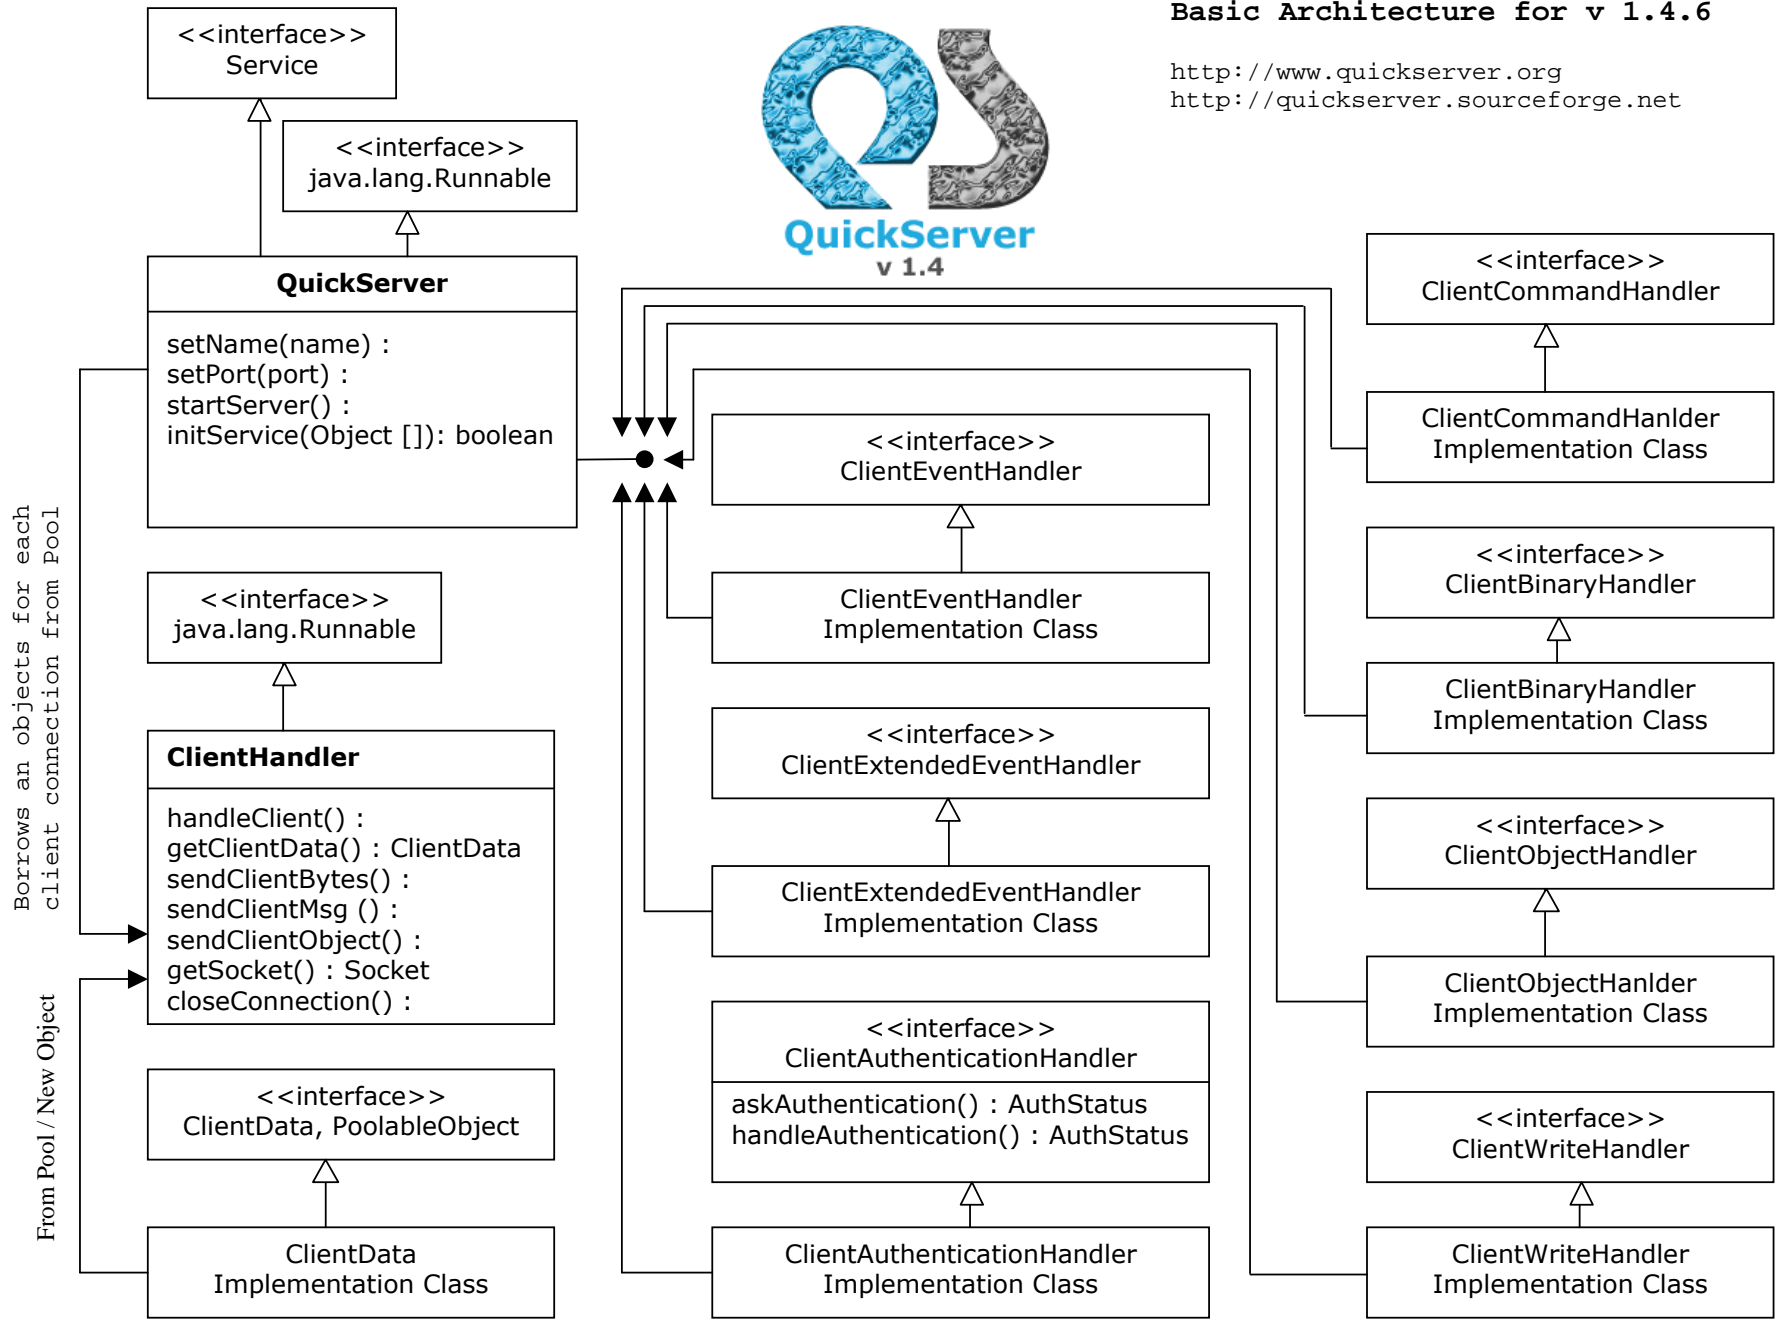 Basic Architecture for v 1.4.6
http://www.quickserver.org
http://quickserver.sourceforge.net
QuickServer
v 1.4
<<interface>>
Service
<<interface>>
java.lang.Runnable
QuickServer
setName(name) :
setPort(port) :
startServer() :
initService(Object []): boolean
Borrows an objects for each
client connection from Pool
<<interface>>
java.lang.Runnable
ClientHandler
handleClient() :
getClientData() : ClientData
sendClientBytes() :
sendClientMsg () :
sendClientObject() :
getSocket() : Socket
closeConnection() :
From Pool / New Object
<<interface>>
ClientData, PoolableObject
ClientData
Implementation Class
<<interface>>
ClientEventHandler
ClientEventHandler
Implementation Class
<<interface>>
ClientExtendedEventHandler
ClientExtendedEventHandler
Implementation Class
<<interface>>
ClientAuthenticationHandler
askAuthentication() : AuthStatus
handleAuthentication() : AuthStatus
ClientAuthenticationHandler
Implementation Class
<<interface>>
ClientCommandHandler
ClientCommandHanlder
Implementation Class
<<interface>>
ClientBinaryHandler
ClientBinaryHandler
Implementation Class
<<interface>>
ClientObjectHandler
ClientObjectHanlder
Implementation Class
<<interface>>
ClientWriteHandler
ClientWriteHandler
Implementation Class